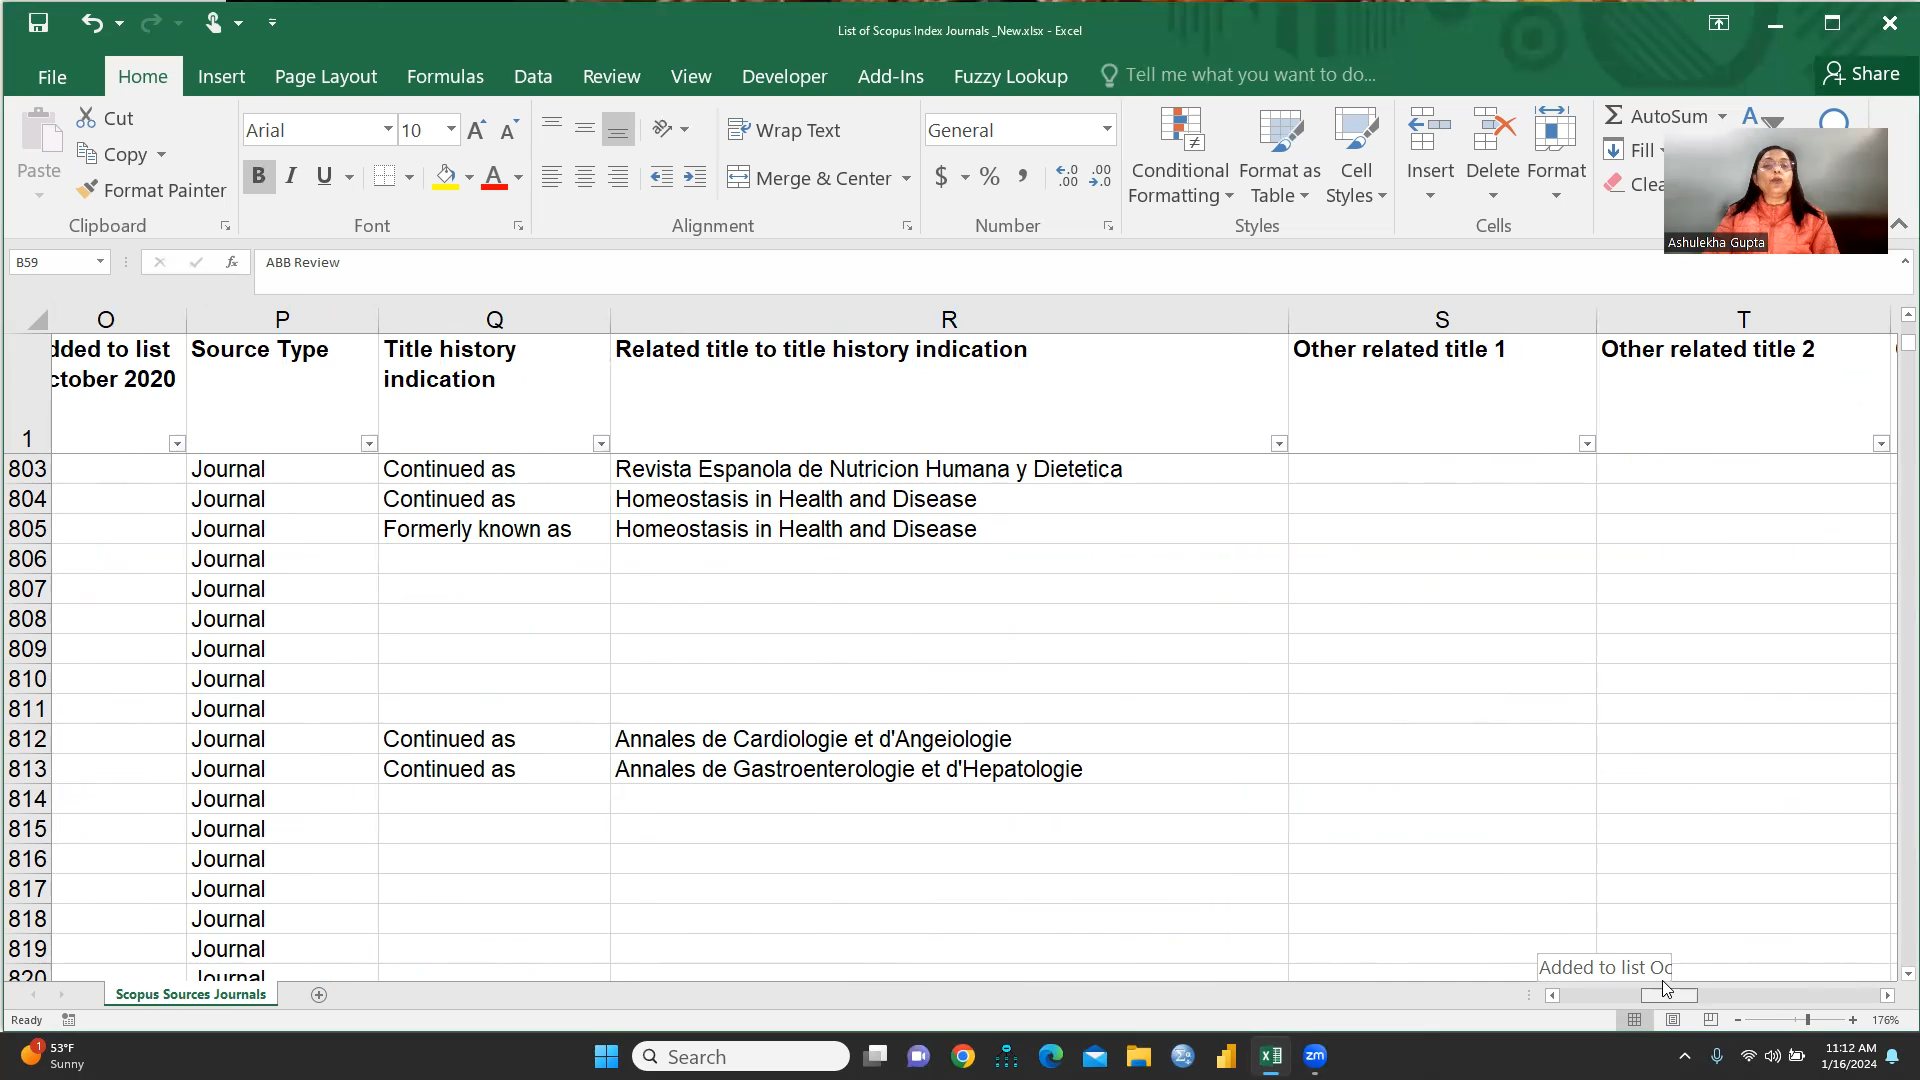 List of Scopus Index Journals _New.xlsx - Excel
File Home Insert Page Layout Formulas Data Review View Developer Add-Ins Fuzzy Lookup Tell me what you want to do... Share
Paste
Cut
Copy
Format Painter
Clipboard
Arial 10
B I U
Font
Wrap Text
Merge & Center
Alignment
General
$ % ,
Number
Conditional Formatting
Format as Table
Cell Styles
Styles
Insert Delete Format
Cells
AutoSum
Fill
Clea
Ashulekha Gupta
B59 fx ABB Review
O P Q R S T
1 dded to list
ctober 2020
Source Type
Title history
indication
Related title to title history indication
Other related title 1
Other related title 2
803 Journal Continued as Revista Espanola de Nutricion Humana y Dietetica
804 Journal Continued as Homeostasis in Health and Disease
805 Journal Formerly known as Homeostasis in Health and Disease
806 Journal
807 Journal
808 Journal
809 Journal
810 Journal
811 Journal
812 Journal Continued as Annales de Cardiologie et d'Angeiologie
813 Journal Continued as Annales de Gastroenterologie et d'Hepatologie
814 Journal
815 Journal
816 Journal
817 Journal
818 Journal
819 Journal
820 Journal
Added to list Oc
Scopus Sources Journals
Ready 176%
53°F
Sunny
Search
zm
11:12 AM
1/16/2024